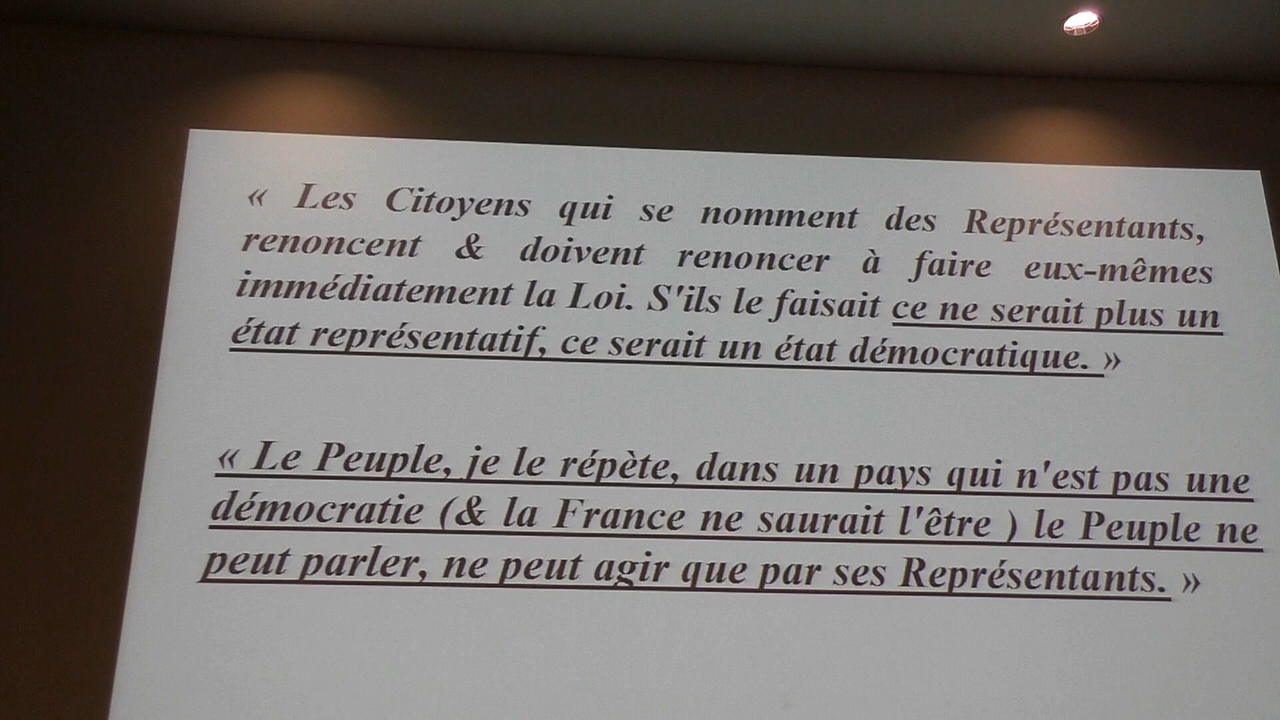 « Les Citoyens qui se nomment des Représentants,
renoncent & doivent renoncer à faire eux-mêmes
immédiatement la Loi. S'ils le faisait ce ne serait plus un
état représentatif, ce serait un état démocratique. »
« Le Peuple, je le répète, dans un pays qui n'est pas une
démocratie (& la France ne saurait l'être ) le Peuple ne
peut parler, ne peut agir que par ses Représentants. »